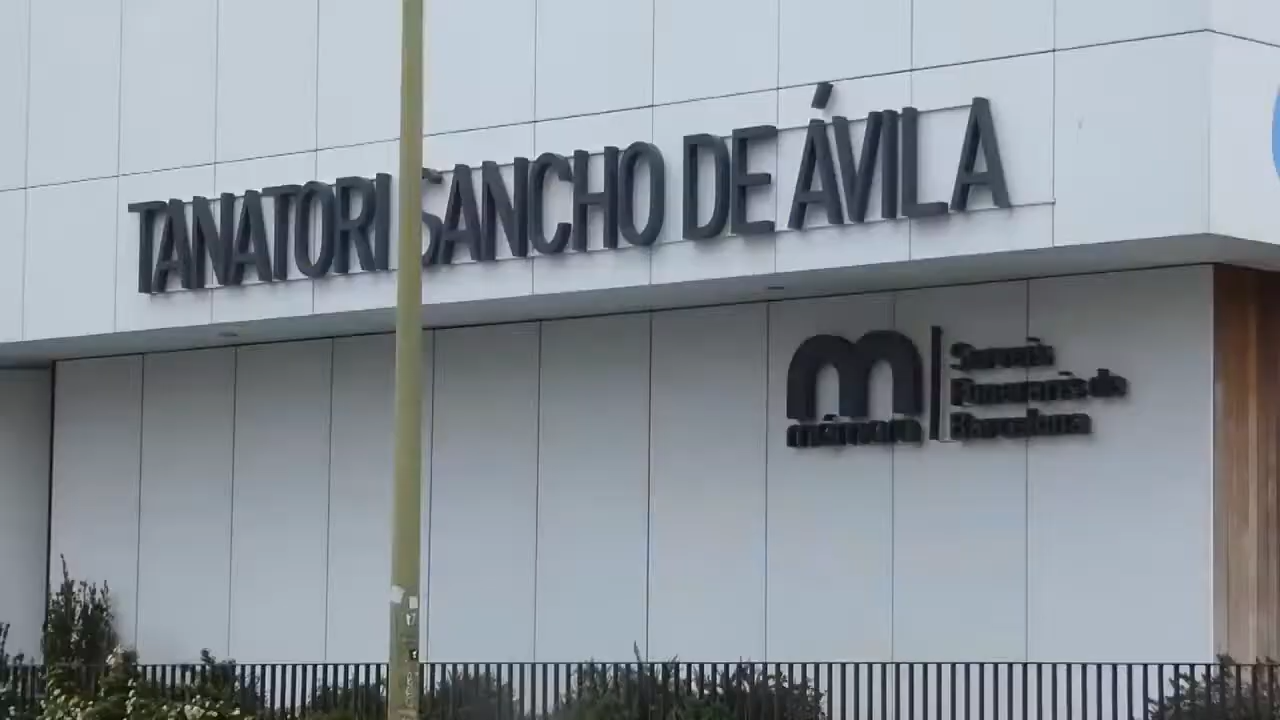 TANATORI SANCHO DE ÁVILA
mémora
Serveis
Funeraris de
Barcelona